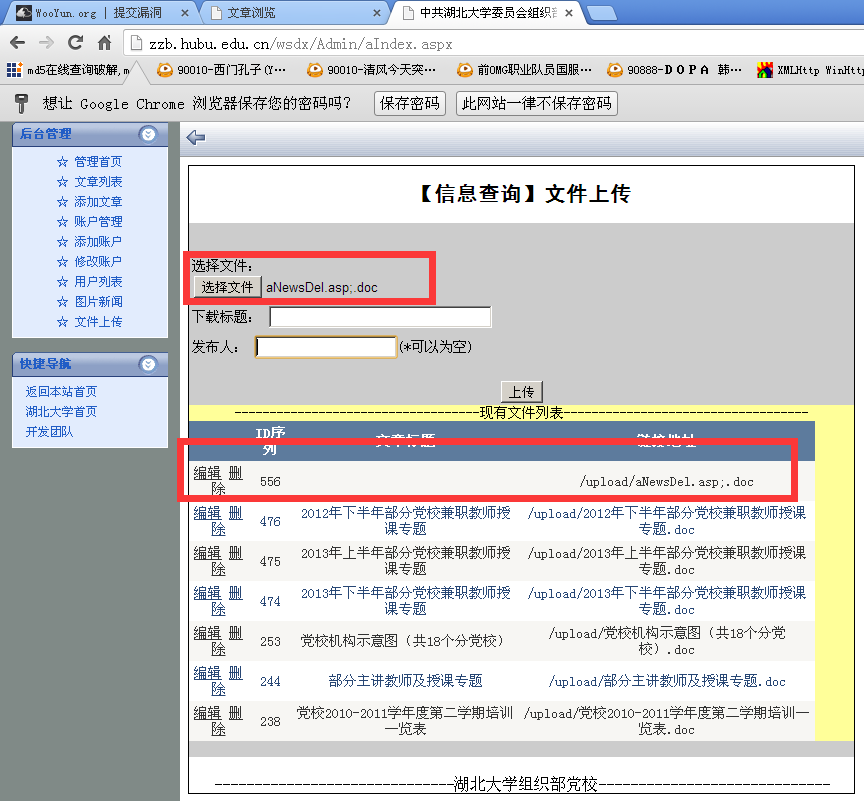 WooYun.org | 提交漏洞
文章浏览
中共湖北大学委员会组织部
zzb.hubu.edu.cn/wsdx/Admin/aIndex.aspx
md5在线查询破解,m
90010-西门孔子 (Y…
90010-清风今天突…
前OMG职业队员国服…
90888-D O P A 韩…
XMLHttp WinHttp
想让 Google Chrome 浏览器保存您的密码吗?
保存密码
此网站一律不保存密码
后台管理
☆ 管理首页
☆ 文章列表
☆ 添加文章
☆ 账户管理
☆ 添加账户
☆ 修改账户
☆ 用户列表
☆ 图片新闻
☆ 文件上传
快捷导航
返回本站首页
湖北大学首页
开发团队
【信息查询】文件上传
选择文件:
选择文件 aNewsDel.asp;.doc
下载标题:
发布人: (*可以为空)
上传
------------------------------现有文件列表------------------------------
ID序列 文章标题 链接地址
编辑 删除 556 /upload/aNewsDel.asp;.doc
编辑 删除 476 2012年下半年部分党校兼职教师授课专题 /upload/2012年下半年部分党校兼职教师授课专题.doc
编辑 删除 475 2013年上半年部分党校兼职教师授课专题 /upload/2013年上半年部分党校兼职教师授课专题.doc
编辑 删除 474 2013年下半年部分党校兼职教师授课专题 /upload/2013年下半年部分党校兼职教师授课专题.doc
编辑 删除 253 党校机构示意图（共18个分党校） /upload/党校机构示意图（共18个分党校）.doc
编辑 删除 244 部分主讲教师及授课专题 /upload/部分主讲教师及授课专题.doc
编辑 删除 238 党校2010-2011学年度第二学期培训一览表 /upload/党校2010-2011学年度第二学期培训一览表.doc
------------------------------湖北大学组织部党校------------------------------